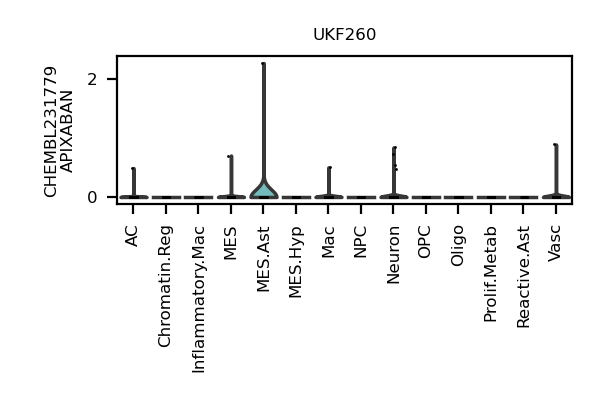 UKF260
CHEMBL231779
APIXABAN
2
0
AC
Chromatin.Reg
Inflammatory.Mac
MES
MES.Ast
MES.Hyp
Mac
NPC
Neuron
OPC
Oligo
Prolif.Metab
Reactive.Ast
Vasc